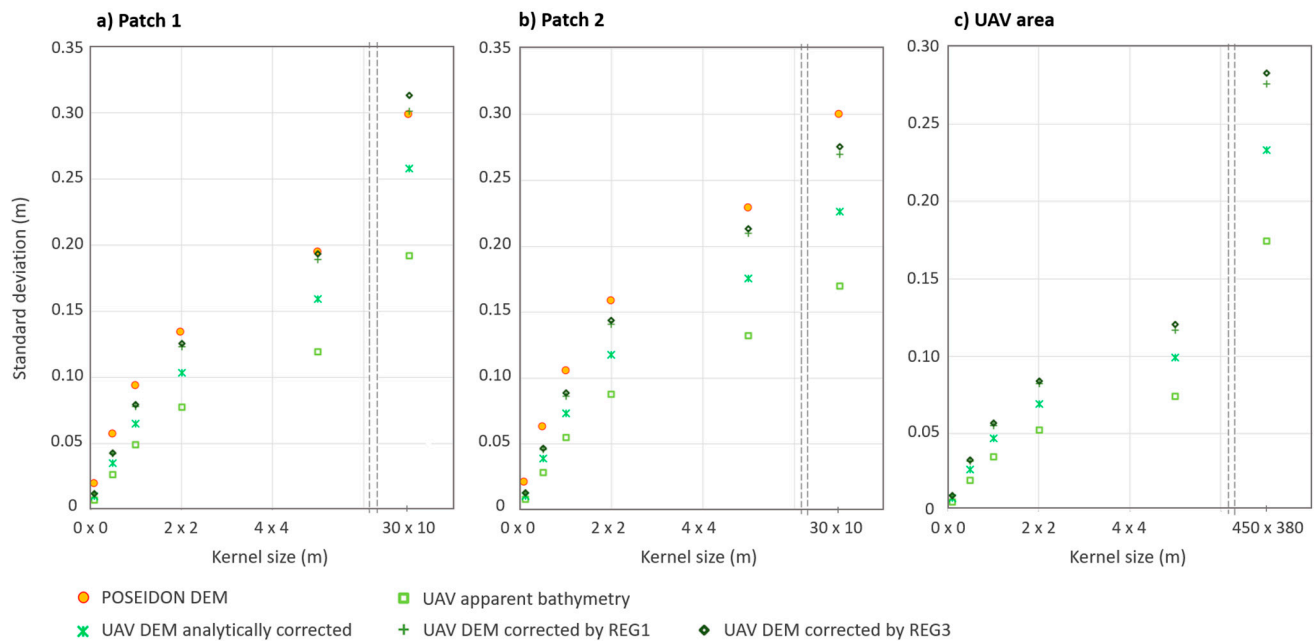 a) Patch 1
b) Patch 2
c) UAV area
Standard deviation (m)
0.35
0.30
0.25
0.20
0.15
0.10
0.05
0
0 x 0
2 x 2
4 x 4
30 x 10
Kernel size (m)
0.35
0.30
0.25
0.20
0.15
0.10
0.05
0
0 x 0
2 x 2
4 x 4
30 x 10
Kernel size (m)
0.30
0.25
0.20
0.15
0.10
0.05
0
0 x 0
2 x 2
4 x 4
450 x 380
Kernel size (m)
POSEIDON DEM
UAV apparent bathymetry
UAV DEM analytically corrected
UAV DEM corrected by REG1
UAV DEM corrected by REG3